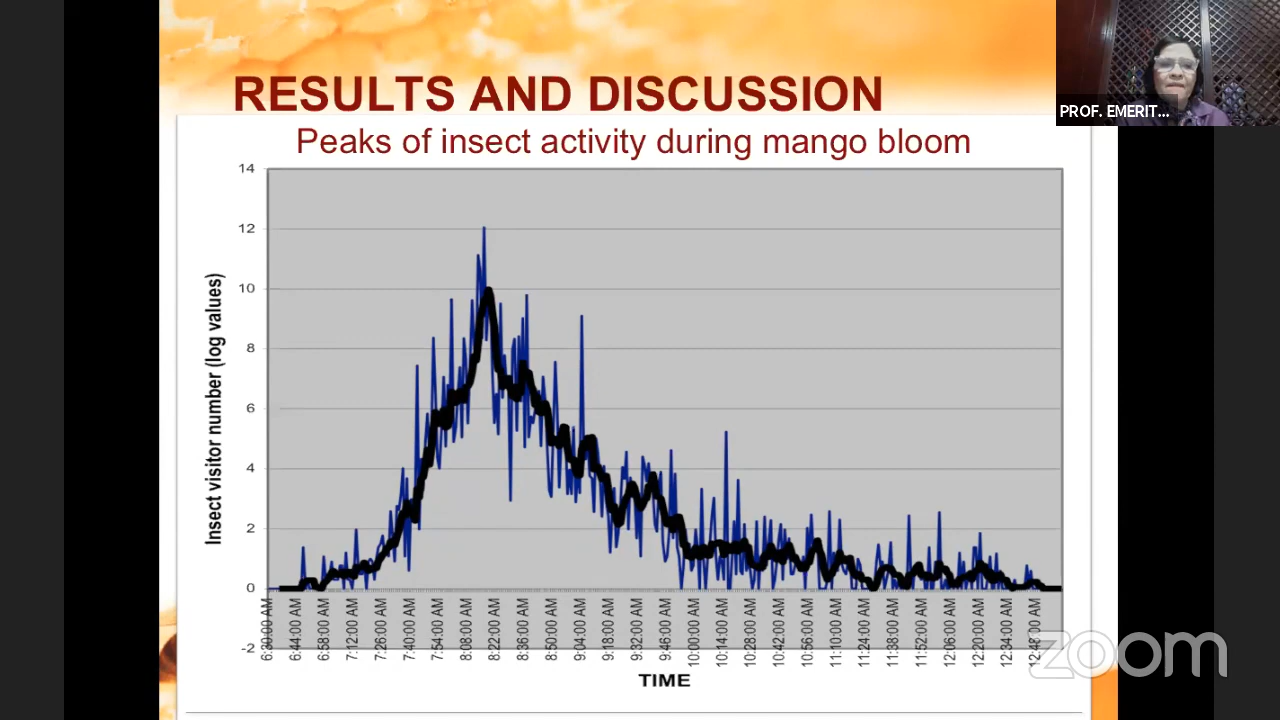 RESULTS AND DISCUSSION
PROF. EMERIT...
Peaks of insect activity during mango bloom
14
12
10
8
6
4
2
0
-2
Insect visitor number (log values)
6:30:00 AM
6:44:00 AM
6:58:00 AM
7:12:00 AM
7:26:00 AM
7:40:00 AM
7:54:00 AM
8:08:00 AM
8:22:00 AM
8:36:00 AM
8:50:00 AM
9:04:00 AM
9:18:00 AM
9:32:00 AM
9:46:00 AM
10:00:00 AM
10:14:00 AM
10:28:00 AM
10:42:00 AM
10:56:00 AM
11:10:00 AM
11:24:00 AM
11:38:00 AM
11:52:00 AM
12:06:00 AM
12:20:00 AM
12:34:00 AM
12:48:00 AM
TIME
zoom